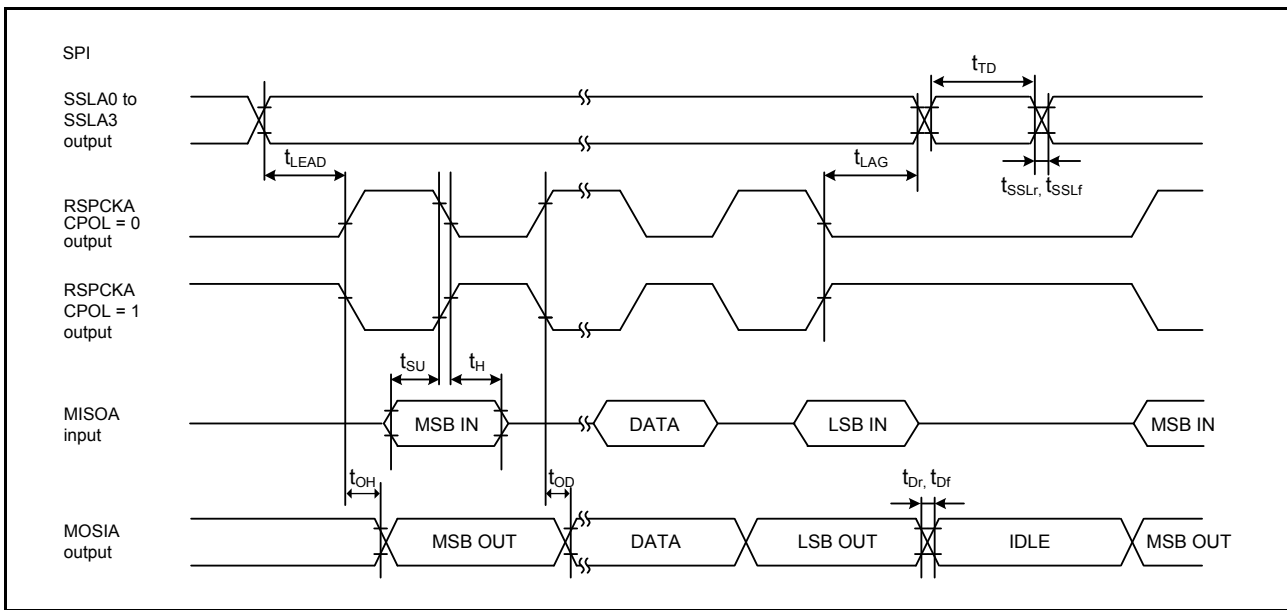 SPI
SSLA0 to
SSLA3
output
tTD
tLEAD
tLAG
tSSLr, tSSLf
RSPCKA
CPOL = 0
output
RSPCKA
CPOL = 1
output
tSU
tH
MISOA
input
MSB IN
DATA
LSB IN
MSB IN
tOH
tOD
tDr, tDf
MOSIA
output
MSB OUT
DATA
LSB OUT
IDLE
MSB OUT